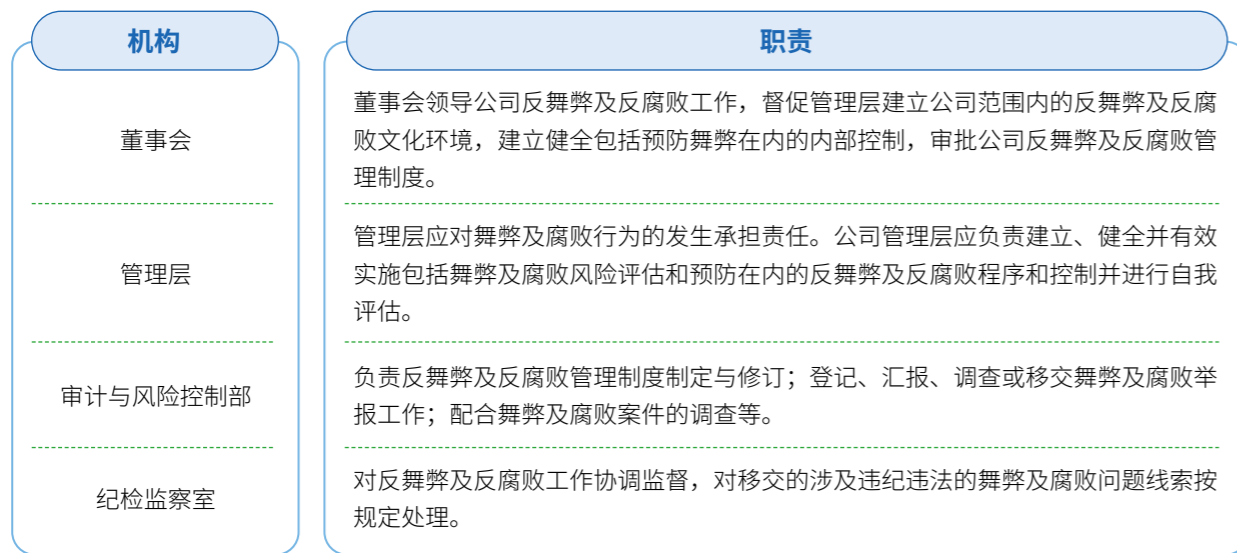 机构
职责
董事会
董事会领导公司反舞弊及反腐败工作，督促管理层建立公司范围内的反舞弊及反腐
败文化环境，建立健全包括预防舞弊在内的内部控制，审批公司反舞弊及反腐败管
理制度。
管理层
管理层应对舞弊及腐败行为的发生承担责任。公司管理层应负责建立、健全并有效
实施包括舞弊及腐败风险评估和预防在内的反舞弊及反腐败程序和控制并进行自我
评估。
审计与风险控制部
负责反舞弊及反腐败管理制度制定与修订；登记、汇报、调查或移交舞弊及腐败举
报工作；配合舞弊及腐败案件的调查等。
纪检监察室
对反舞弊及反腐败工作协调监督，对移交的涉及违纪违法的舞弊及腐败问题线索按
规定处理。